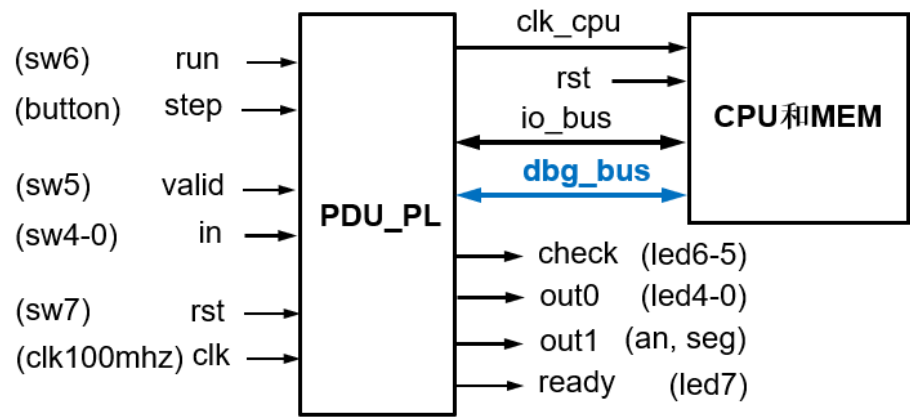 clk_cpu
(sw6) run
rst
(button) step
io_bus
CPU和MEM
dbg_bus
(sw5) valid
PDU_PL
(sw4-0) in
check (led6-5)
out0 (led4-0)
(sw7) rst
out1 (an, seg)
(clk100mhz) clk
ready (led7)